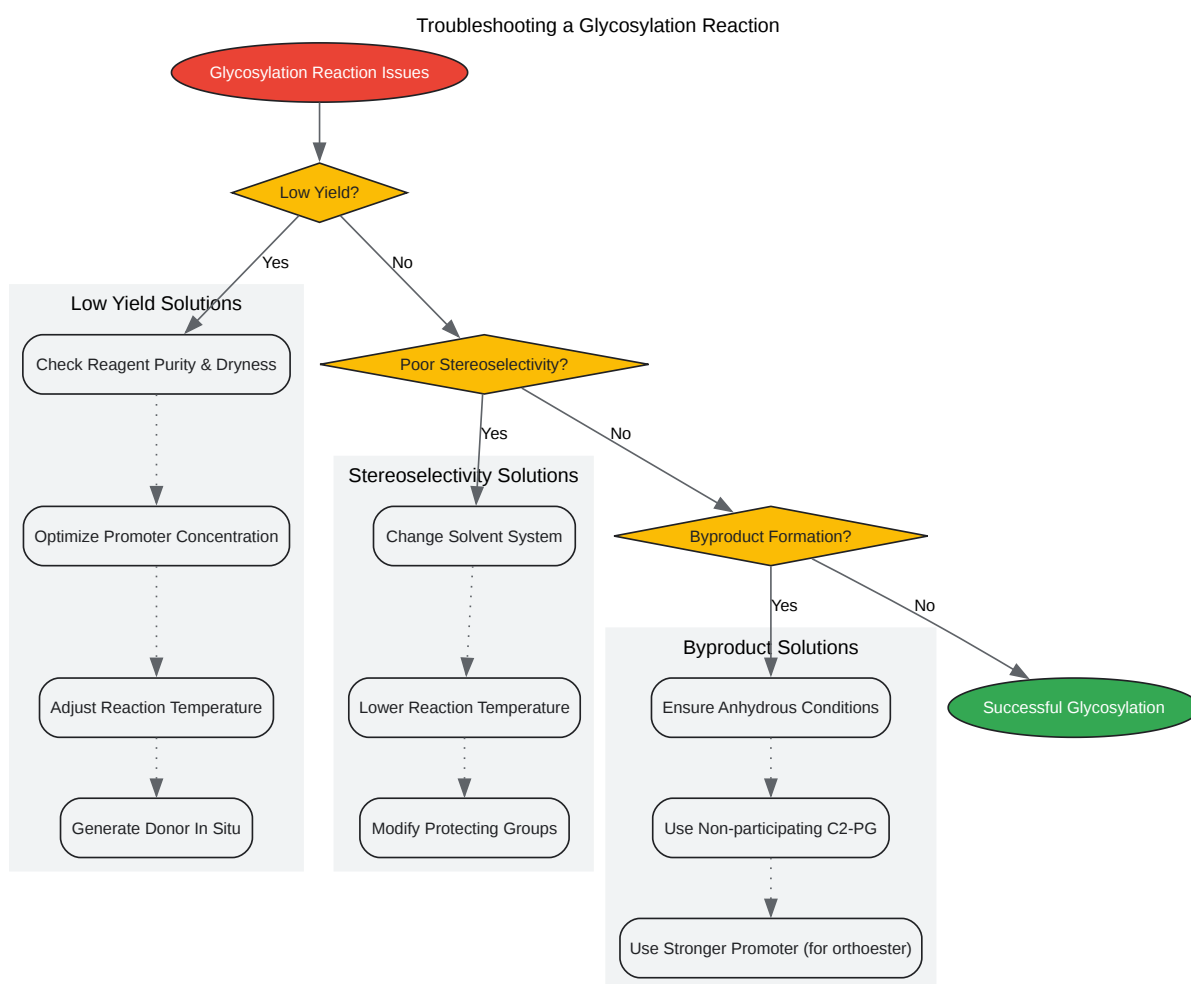 Troubleshooting a Glycosylation Reaction
Glycosylation Reaction Issues
Low Yield?
Yes
No
Low Yield Solutions
Check Reagent Purity & Dryness
Optimize Promoter Concentration
Adjust Reaction Temperature
Generate Donor In Situ
Poor Stereoselectivity?
Yes
No
Stereoselectivity Solutions
Change Solvent System
Lower Reaction Temperature
Modify Protecting Groups
Byproduct Formation?
Yes
No
Byproduct Solutions
Ensure Anhydrous Conditions
Use Non-participating C2-PG
Use Stronger Promoter (for orthoester)
Successful Glycosylation